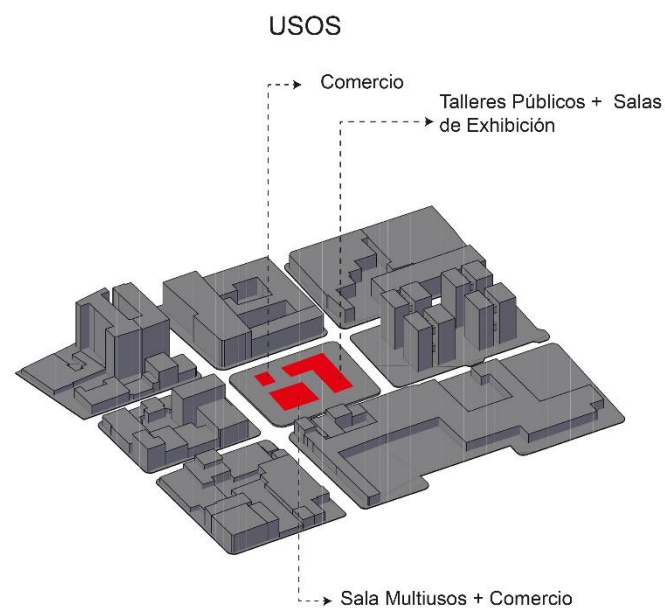 USOS
Comercio
Talleres Públicos + Salas
de Exhibición
Sala Multiusos + Comercio